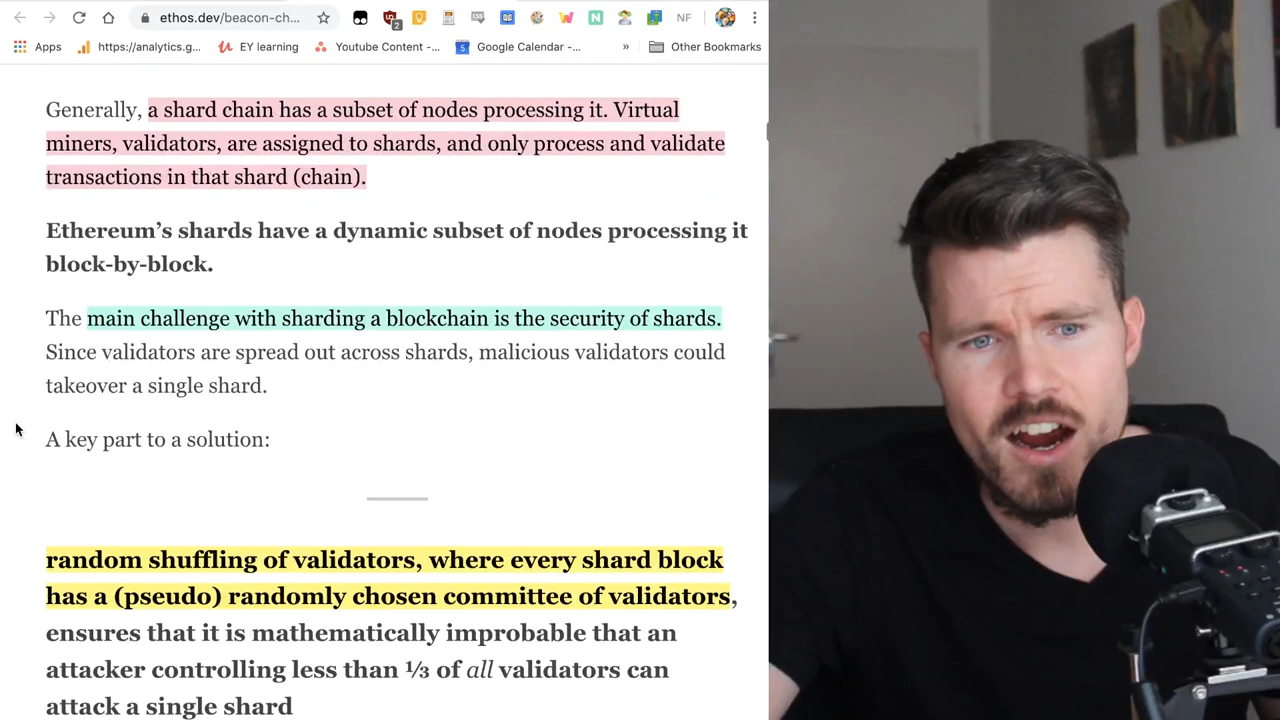 ethos.dev/beacon-ch...
2
NF
Apps
https://analytics.g...
EY learning
Youtube Content -...
5
Google Calendar -...
»
Other Bookmarks
Generally, a shard chain has a subset of nodes processing it. Virtual
miners, validators, are assigned to shards, and only process and validate
transactions in that shard (chain).
Ethereum’s shards have a dynamic subset of nodes processing it
block-by-block.
The main challenge with sharding a blockchain is the security of shards.
Since validators are spread out across shards, malicious validators could
takeover a single shard.
A key part to a solution:
random shuffling of validators, where every shard block
has a (pseudo) randomly chosen committee of validators,
ensures that it is mathematically improbable that an
attacker controlling less than ⅓ of all validators can
attack a single shard